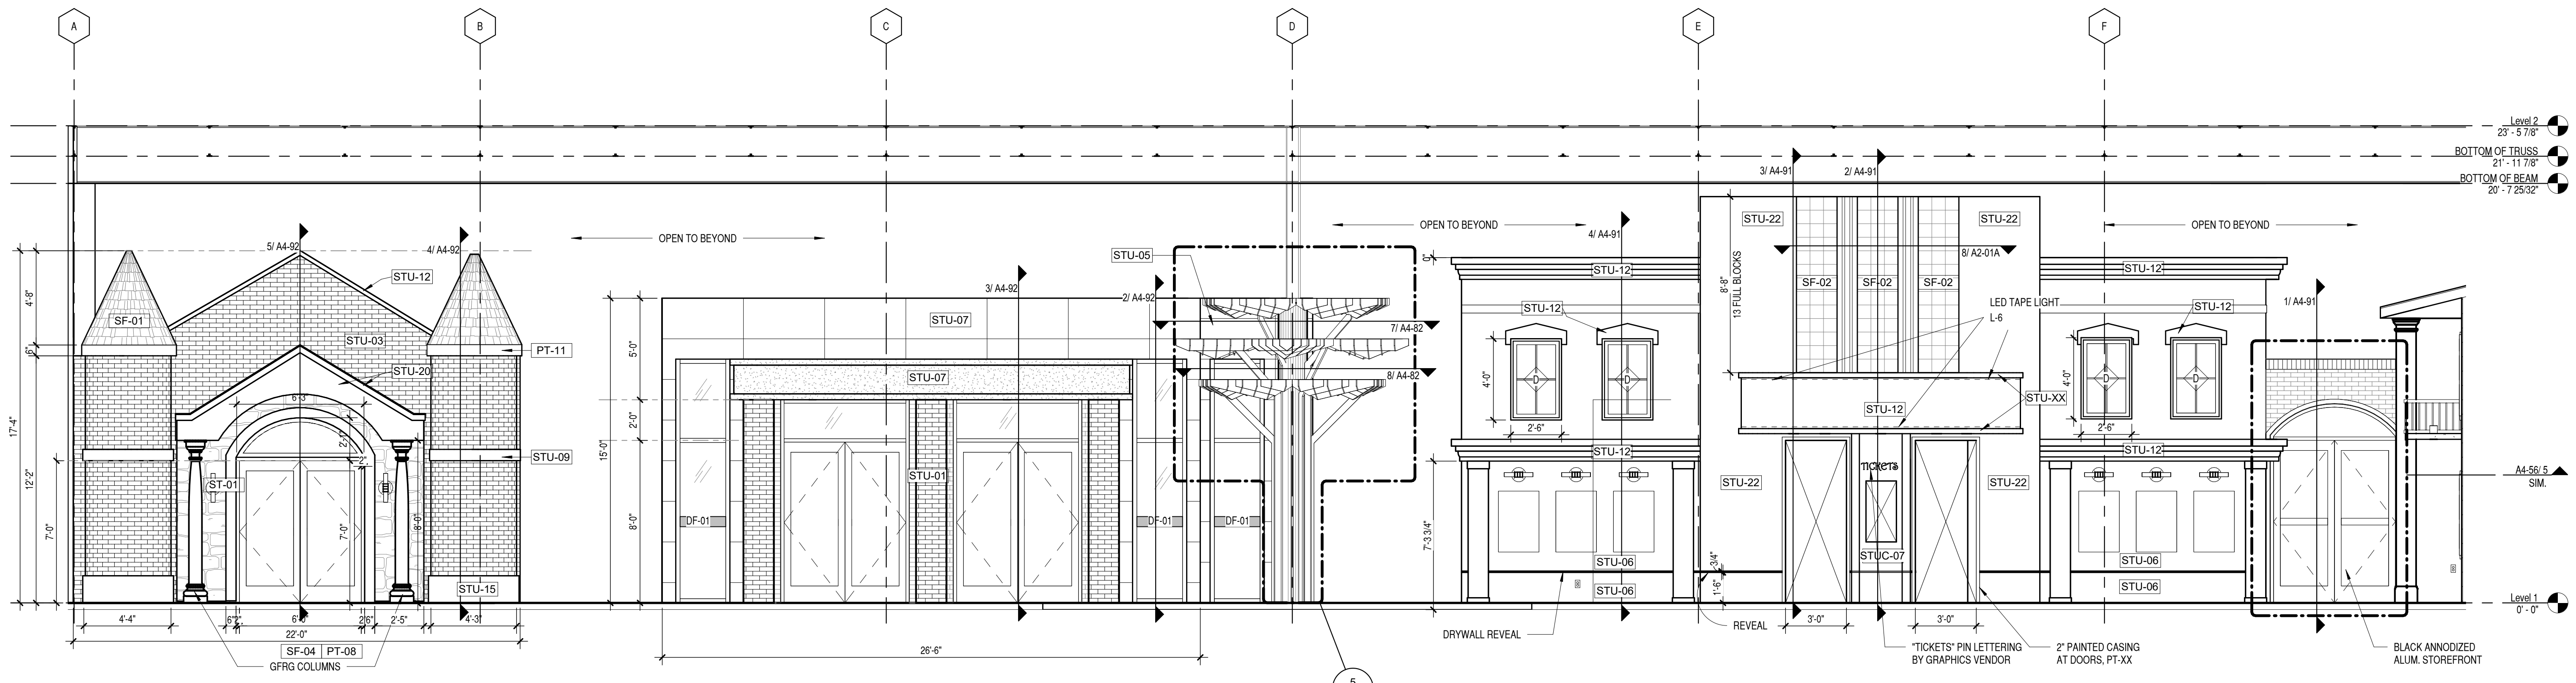 A
B
C
D
E
F
Level 2
23' - 5 7/8"
BOTTOM OF TRUSS
21' - 11 7/8"
BOTTOM OF BEAM
20' - 7 25/32"
3/ A4-91
2/ A4-91
OPEN TO BEYOND
OPEN TO BEYOND
OPEN TO BEYOND
4/ A4-91
STU-22
STU-22
5/ A4-92
4/ A4-92
STU-05
8/ A2-01A
0"
STU-12
STU-12
STU-12
4'-8"
SF-01
3/ A4-92
2/ A4-92
8'-8"
13 FULL BLOCKS
SF-02
SF-02
SF-02
LED TAPE LIGHT
L-6
STU-12
STU-12
1/ A4-91
STU-07
7/ A4-82
STU-03
PT-11
6"
STU-20
5'-0"
STU-07
8/ A4-82
4'-0"
D
D
4'-0"
D
D
6'-3"
STU-XX
STU-12
17'-4"
2'-6"
2'-6"
2'-0"
15'-0"
12'-2"
STU-12
STU-12
STU-09
2"
TICKETS
A4-56/ 5
SIM.
ST-01
STU-01
STU-22
STU-22
7'-0"
7'-0"
8'-0"
8'-0"
DF-01
DF-01
DF-01
7'-3 3/4"
STUC-07
STU-06
STU-06
3/4"
1'-6"
STU-15
STU-06
STU-06
Level 1
0' - 0"
4'-4"
6"
2"
6'-0"
2"
6"
2'-5"
4'-3"
22'-0"
SF-04
PT-08
GFRG COLUMNS
26'-6"
3'-0"
3'-0"
DRYWALL REVEAL
REVEAL
"TICKETS" PIN LETTERING
BY GRAPHICS VENDOR
2" PAINTED CASING
AT DOORS, PT-XX
BLACK ANNODIZED
ALUM. STOREFRONT